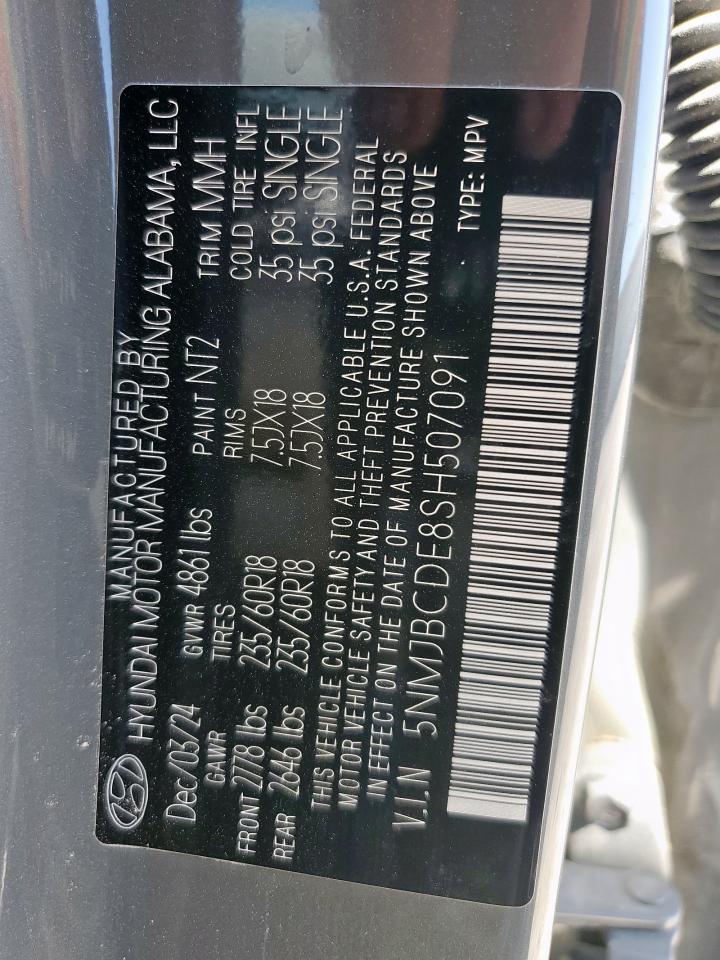 MANUFACTURED BY
HYUNDAI MOTOR MANUFACTURING ALABAMA, LLC
Dec/03/24 GVWR 4861 lbs PAINT NT2 TRIM MMH
GAWR TIRES RIMS COLD TIRE INFL
FRONT 2778 lbs 235/60R18 7.5JX18 35 psi SINGLE
REAR 2646 lbs 235/60R18 7.5JX18 35 psi SINGLE
THIS VEHICLE CONFORMS TO ALL APPLICABLE U.S.A. FEDERAL
MOTOR VEHICLE SAFETY AND THEFT PREVENTION STANDARDS
IN EFFECT ON THE DATE OF MANUFACTURE SHOWN ABOVE
V.I.N 5NMJBCDE8SH507091 TYPE: MPV